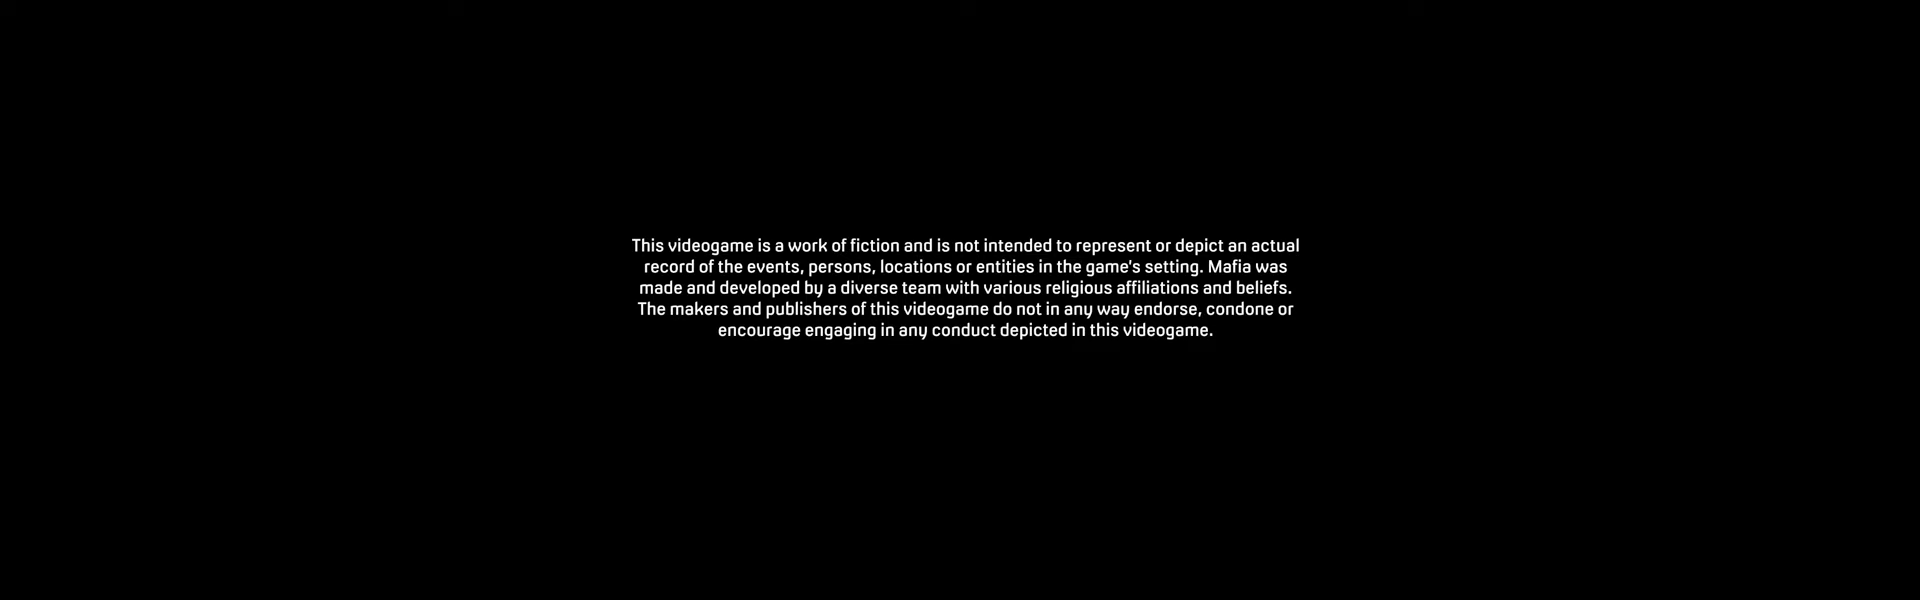 This videogame is a work of fiction and is not intended to represent or depict an actual
record of the events, persons, locations or entities in the game's setting. Mafia was
made and developed by a diverse team with various religious affiliations and beliefs.
The makers and publishers of this videogame do not in any way endorse, condone or
encourage engaging in any conduct depicted in this videogame.